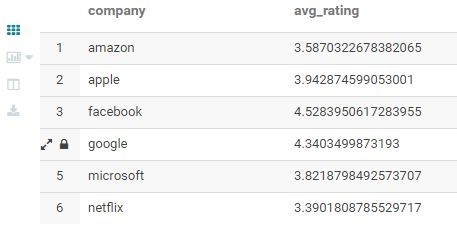 company avg_rating
1 amazon 3.5870322678382065
2 apple 3.942874599053001
3 facebook 4.5283950617283955
google 4.3403499873193
5 microsoft 3.8218798492573707
6 netflix 3.3901808785529717